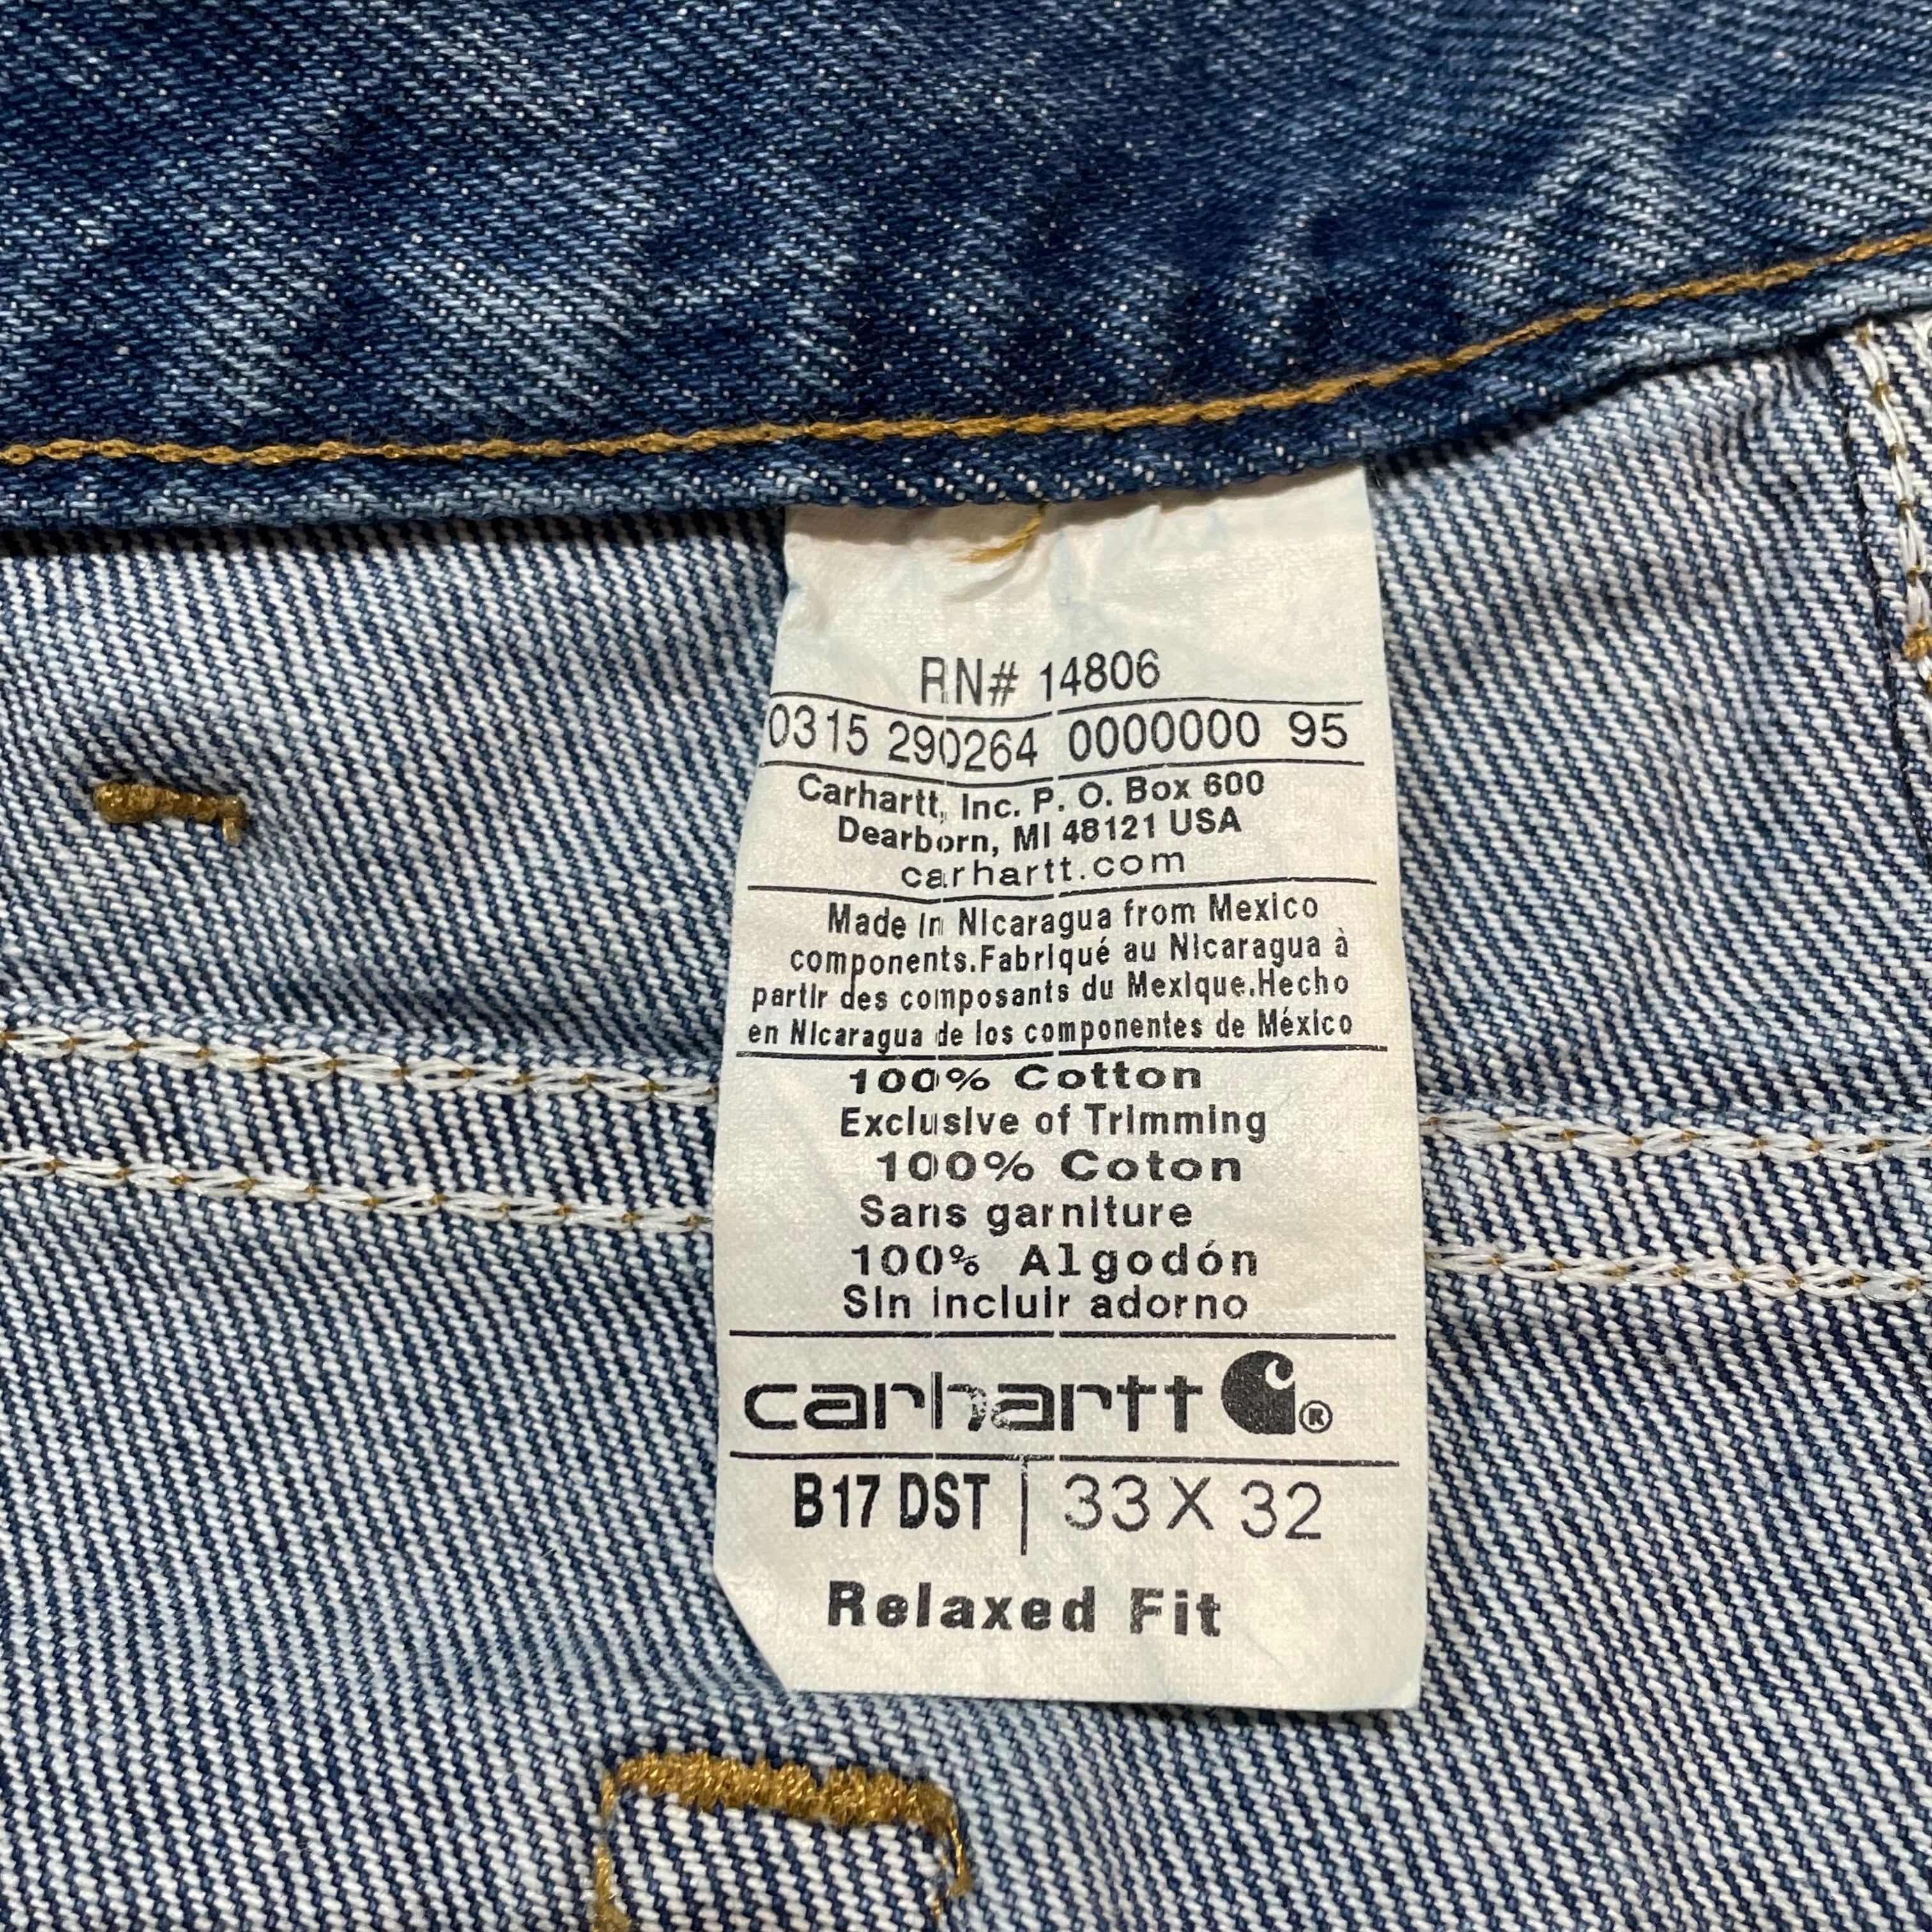 RN# 14806
0315 290264 0000000 95
Carhartt, Inc. P. O. Box 600
Dearborn, MI 48121 USA
carhartt.com
Made in Nicaragua from Mexico
components.Fabriqué au Nicaragua à
partir des composants du Mexique.Hecho
en Nicaragua de los componentes de México
100% Cotton
Exclusive of Trimming
100% Coton
Sans garniture
100% Algodón
Sin incluir adorno
carhartt ®
B17 DST | 33 X 32
Relaxed Fit